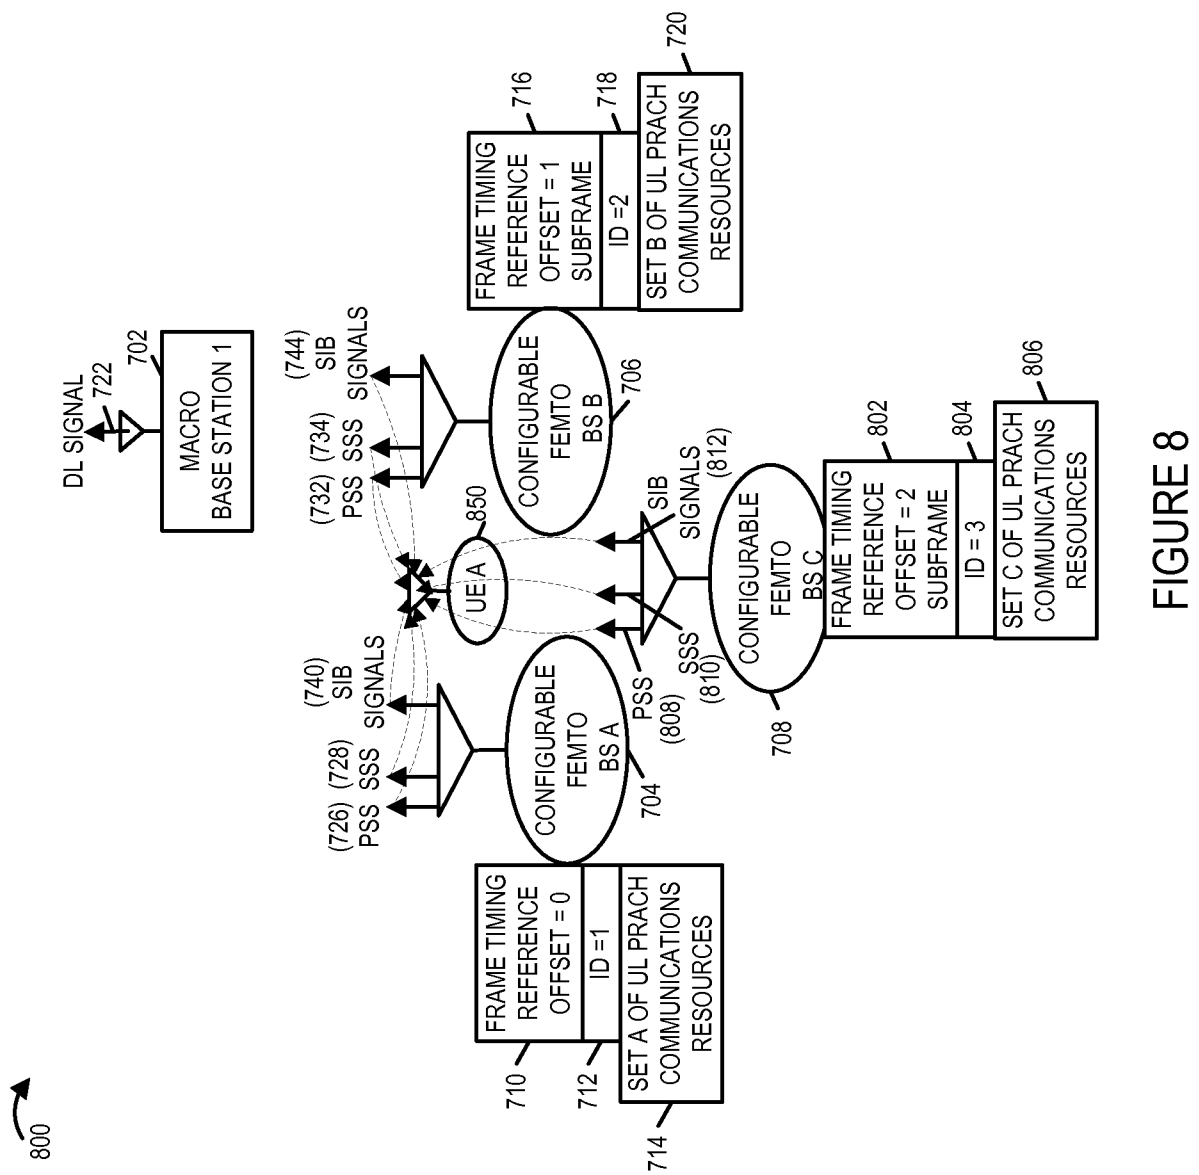 800
DL SIGNAL
722
702
MACRO
BASE STATION 1
(726)
PSS
(728)
SSS
(740)
SIB
SIGNALS
(732)
PSS
(734)
SSS
(744)
SIB
SIGNALS
UE A
850
CONFIGURABLE
FEMTO
BS A
704
CONFIGURABLE
FEMTO
BS B
706
710
FRAME TIMING
REFERENCE
OFFSET = 0
712
ID =1
714
SET A OF UL PRACH
COMMUNICATIONS
RESOURCES
FRAME TIMING
REFERENCE
OFFSET = 1
SUBFRAME
716
ID =2
718
SET B OF UL PRACH
COMMUNICATIONS
RESOURCES
720
PSS
(808)
SSS
(810)
SIB
SIGNALS
(812)
CONFIGURABLE
FEMTO
BS C
708
FRAME TIMING
REFERENCE
OFFSET = 2
SUBFRAME
802
ID = 3
804
SET C OF UL PRACH
COMMUNICATIONS
RESOURCES
806
FIGURE 8